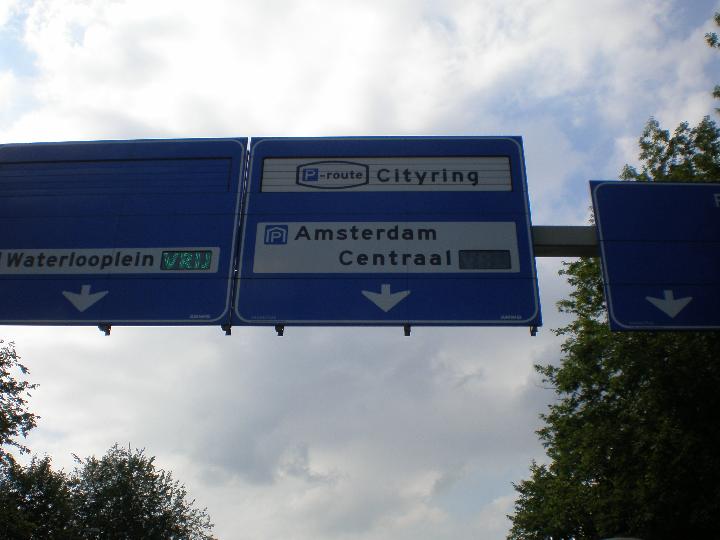 Waterlooplein VRIJ
P-route Cityring
P Amsterdam
Centraal